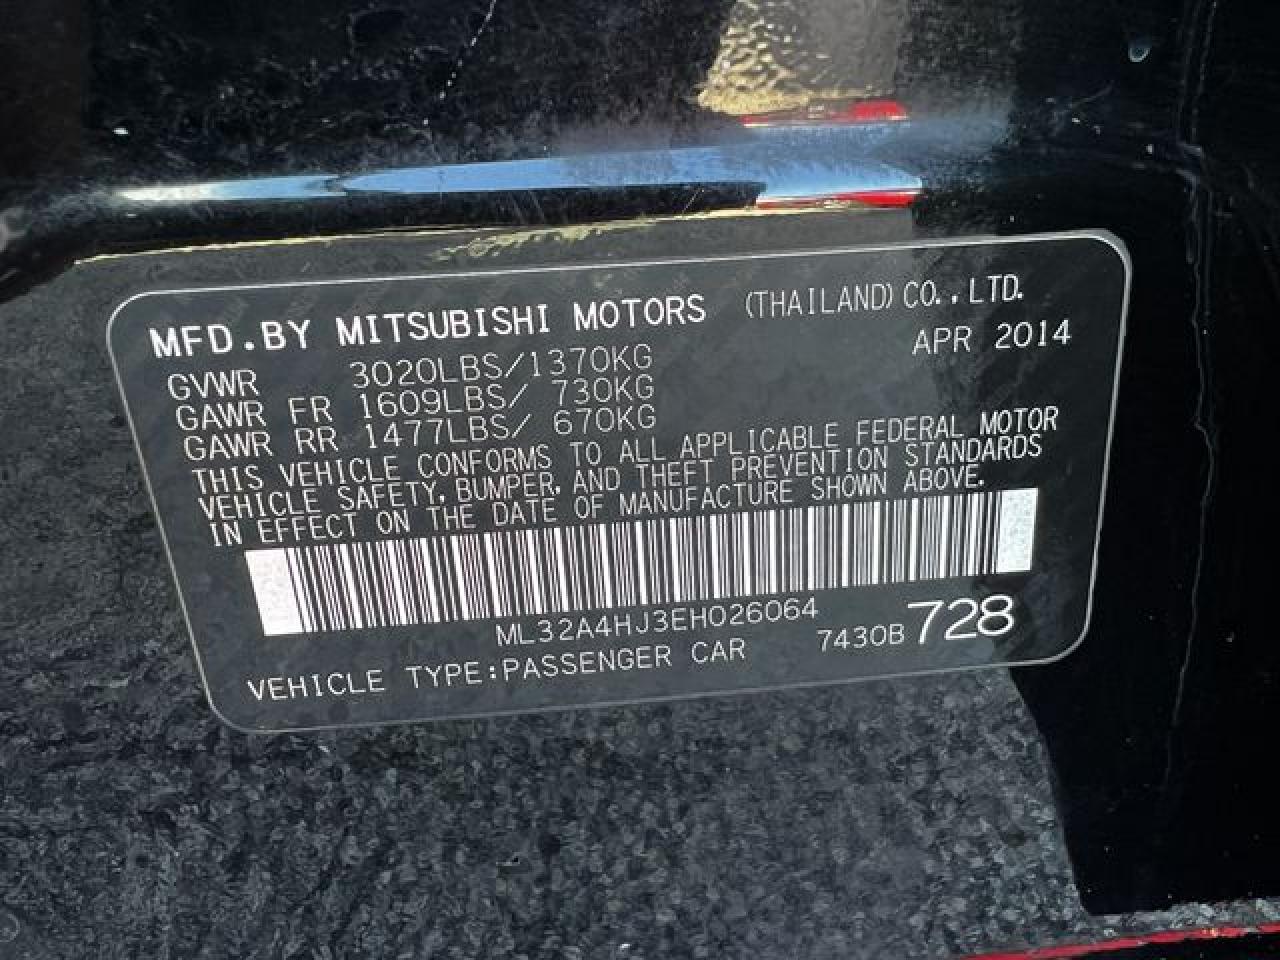 MFD.BY MITSUBISHI MOTORS (THAILAND) CO.,LTD.
APR 2014
GVWR 3020LBS/1370KG
GAWR FR 1609LBS/ 730KG
GAWR RR 1477LBS/ 670KG
THIS VEHICLE CONFORMS TO ALL APPLICABLE FEDERAL MOTOR
VEHICLE SAFETY, BUMPER, AND THEFT PREVENTION STANDARDS
IN EFFECT ON THE DATE OF MANUFACTURE SHOWN ABOVE.
ML32A4HJ3EH026064
VEHICLE TYPE:PASSENGER CAR 7430B 728